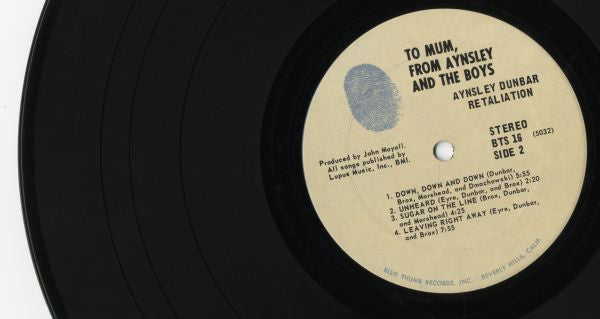 TO MUM,
FROM AYNSLEY
AND THE BOYS
AYNSLEY DUNBAR
RETALIATION
Produced by John Mayall.
All songs published by
Lupus Music, Inc., BMI.
STEREO
BTS 16 (5032)
SIDE 2
1. DOWN, DOWN AND DOWN (Dunbar,
Brox, Morshead, and Dmochowski) 5:55
2. UNHEARD (Eyre, Dunbar, and Brox) 2:20
3. SUGAR ON THE LINE (Brox, Dunbar,
and Morshead) 4:25
4. LEAVING RIGHT AWAY (Eyre, Dunbar,
and Brox) 7:55
BLUE THUMB RECORDS, INC. - BEVERLY HILLS, CALIF.